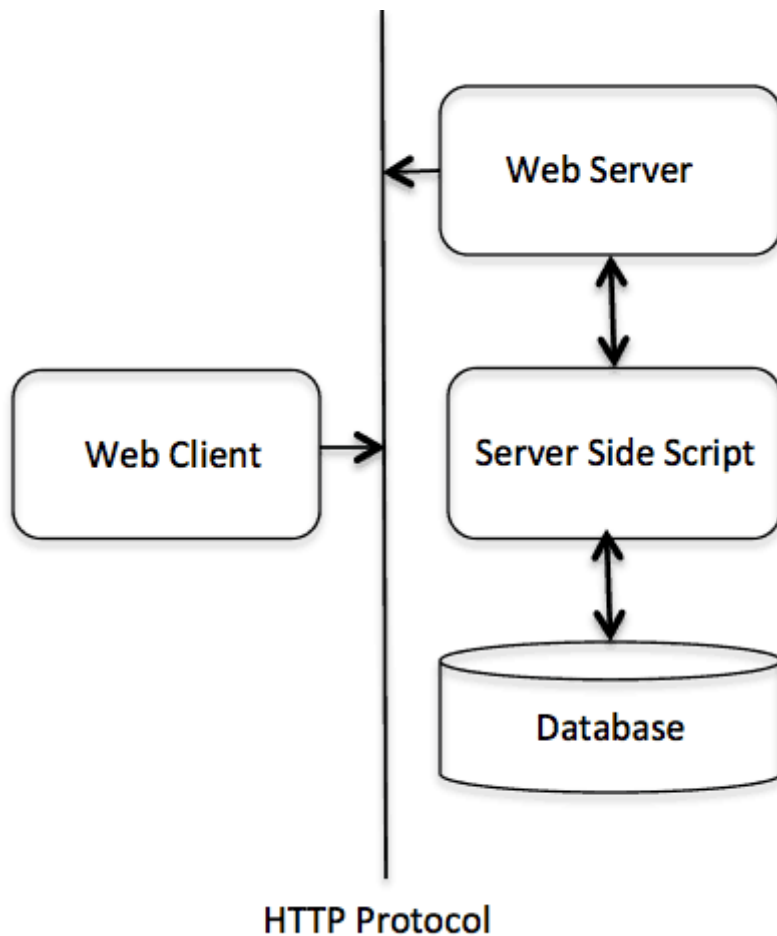 Web Server
Web Client
Server Side Script
Database
HTTP Protocol